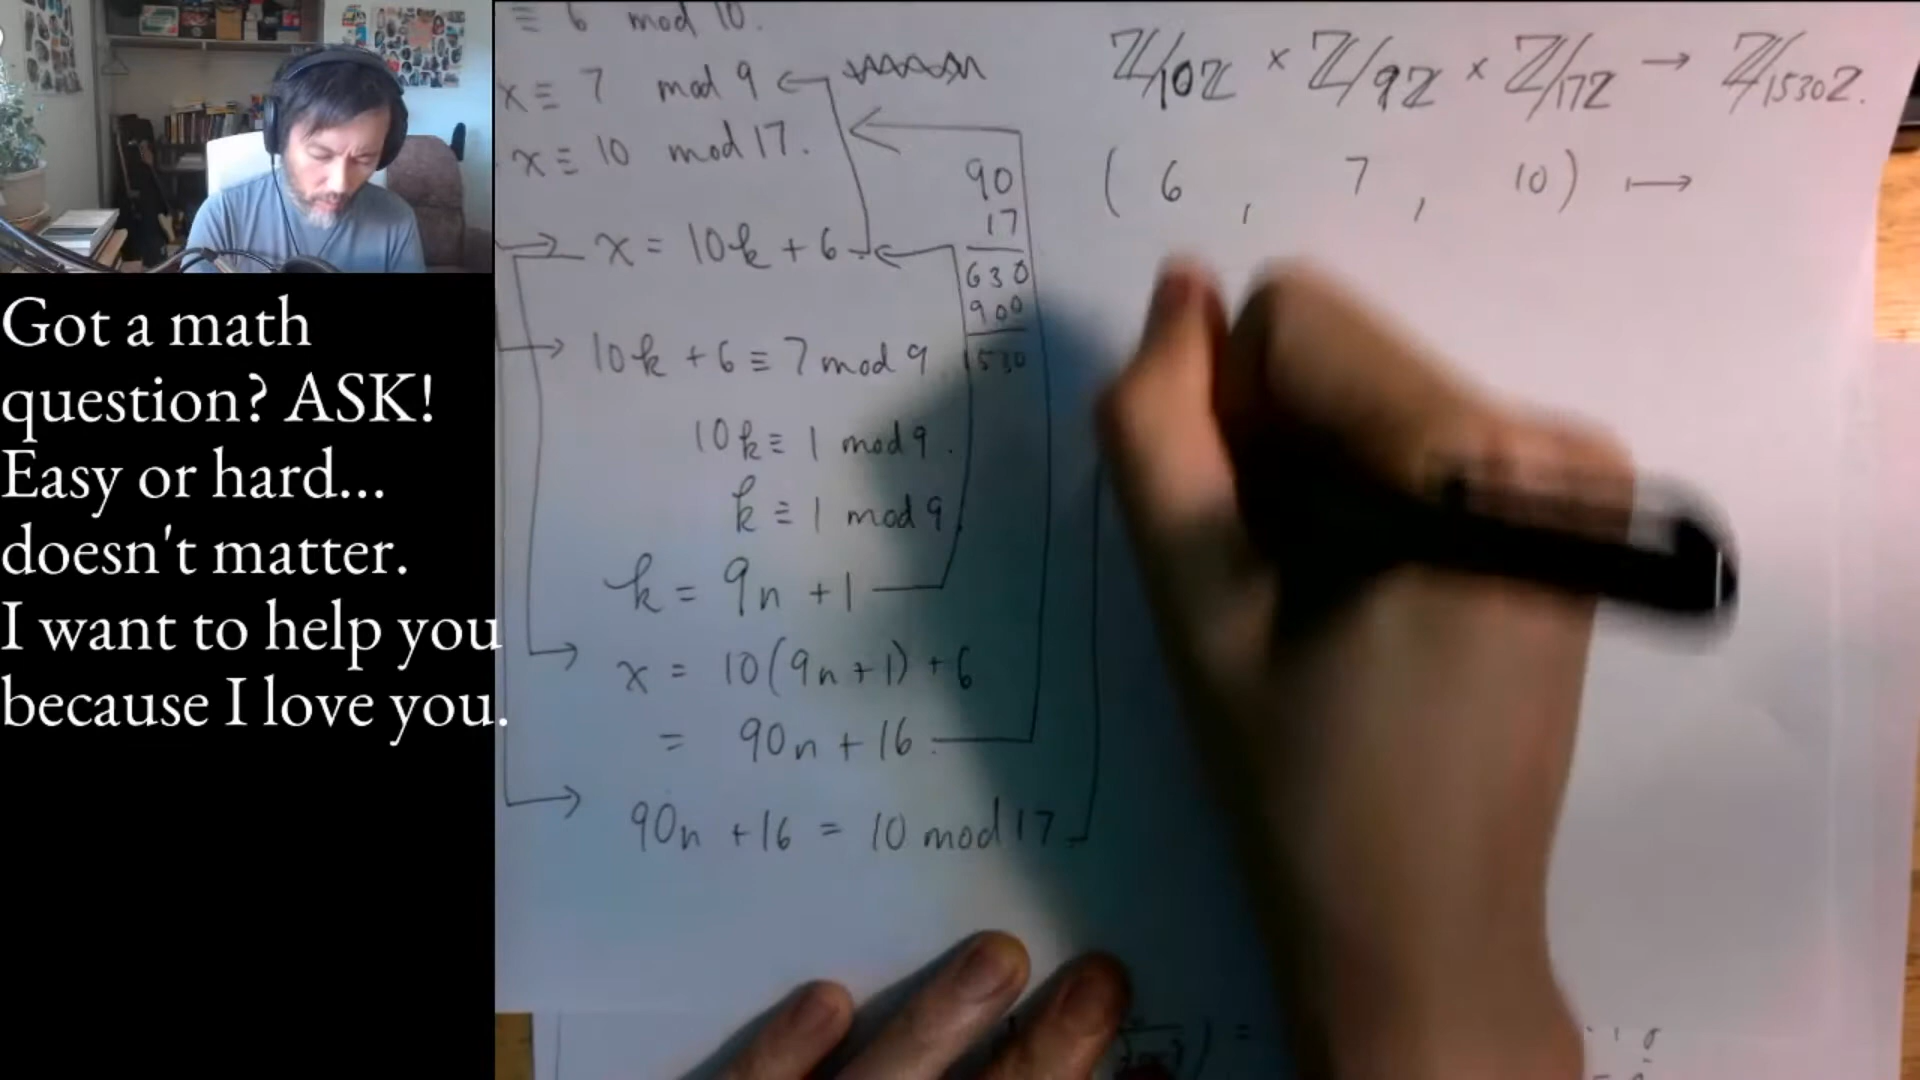 Got a math
question? ASK!
Easy or hard...
doesn't matter.
I want to help you
because I love you.
≡ 6 mod 10.
x ≡ 7 mod 9
x ≡ 10 mod 17.
x = 10k + 6
10k + 6 ≡ 7 mod 9
10k ≡ 1 mod 9.
k ≡ 1 mod 9
k = 9n + 1
x = 10(9n + 1) + 6
= 90n + 16
90n + 16 = 10 mod 17
90
17
630
900
1530
ℤ/10ℤ × ℤ/9ℤ × ℤ/17ℤ → ℤ/1530ℤ.
( 6 , 7 , 10 ) ↦